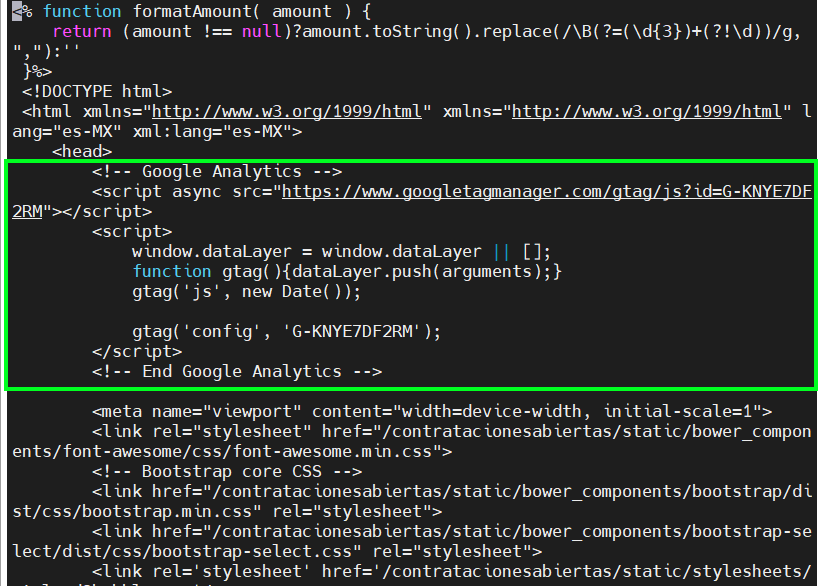 <% function formatAmount( amount ) {
    return (amount !== null)?amount.toString().replace(/\B(?=(\d{3})+(?!\d))/g,
","):''
 }%>
 <!DOCTYPE html>
 <html xmlns="http://www.w3.org/1999/html" xmlns="http://www.w3.org/1999/html" l
ang="es-MX" xml:lang="es-MX">
    <head>
        <!-- Google Analytics -->
        <script async src="https://www.googletagmanager.com/gtag/js?id=G-KNYE7DF
2RM"></script>
        <script>
            window.dataLayer = window.dataLayer || [];
            function gtag(){dataLayer.push(arguments);}
            gtag('js', new Date());

            gtag('config', 'G-KNYE7DF2RM');
        </script>
        <!-- End Google Analytics -->

        <meta name="viewport" content="width=device-width, initial-scale=1">
        <link rel="stylesheet" href="/contratacionesabiertas/static/bower_compon
ents/font-awesome/css/font-awesome.min.css">
        <!-- Bootstrap core CSS -->
        <link href="/contratacionesabiertas/static/bower_components/bootstrap/di
st/css/bootstrap.min.css" rel="stylesheet">
        <link href="/contratacionesabiertas/static/bower_components/bootstrap-se
lect/dist/css/bootstrap-select.css" rel="stylesheet">
        <link rel='stylesheet' href='/contratacionesabiertas/static/stylesheets/